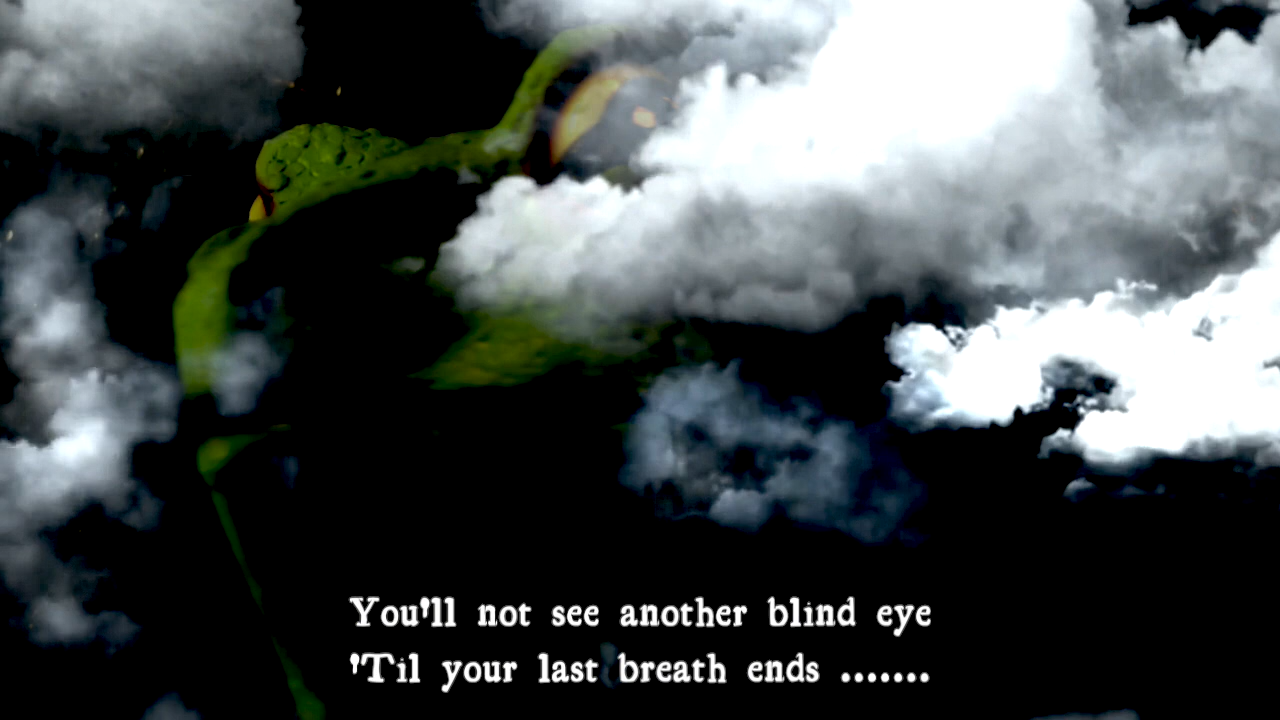 You'll not see another blind eye
'Til your last breath ends .......